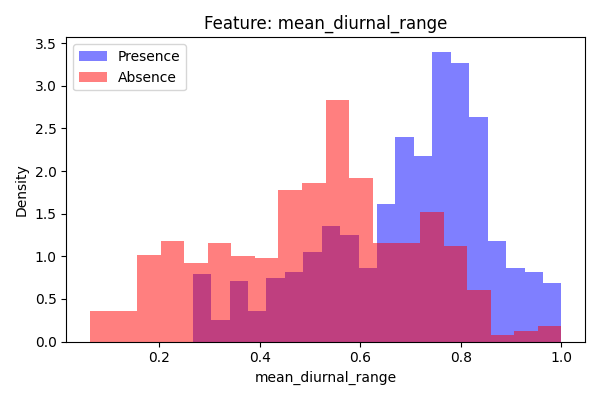 Feature: mean_diurnal_range
Presence
Absence
Density
3.5
3.0
2.5
2.0
1.5
1.0
0.5
0.0
0.2 0.4 0.6 0.8 1.0
mean_diurnal_range